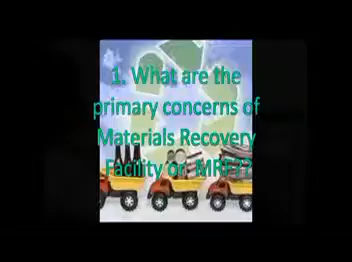 1. What are the
primary concerns of
Materials Recovery
Facility or MRF??